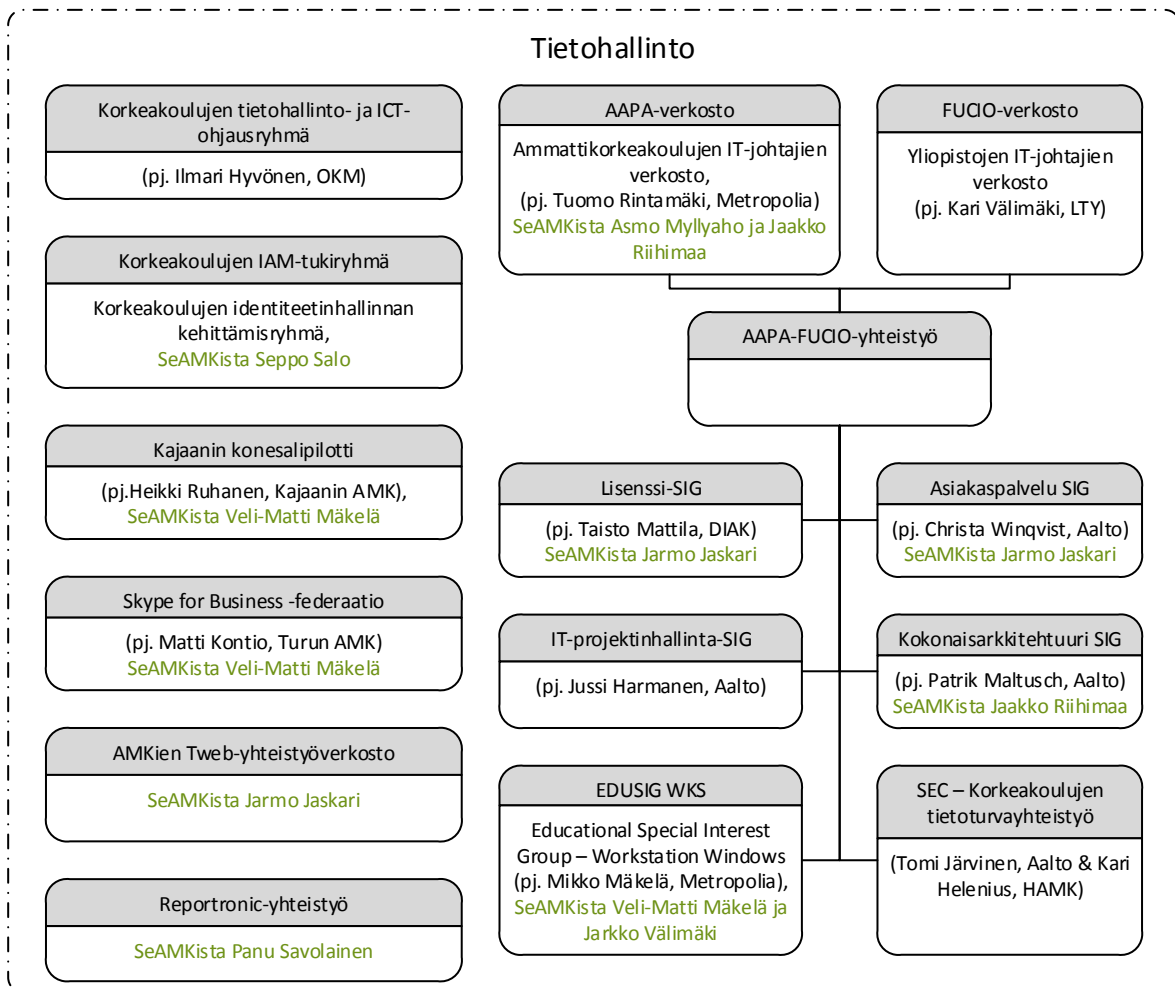 Tietohallinto
Korkeakoulujen tietohallinto- ja ICT-
ohjausryhmä
(pj. Ilmari Hyvönen, OKM)
Korkeakoulujen IAM-tukiryhmä
Korkeakoulujen identiteetinhallinnan
kehittämisryhmä,
SeAMKista Seppo Salo
Kajaanin konesalipilotti
(pj.Heikki Ruhanen, Kajaanin AMK),
SeAMKista Veli-Matti Mäkelä
Skype for Business -federaatio
(pj. Matti Kontio, Turun AMK)
SeAMKista Veli-Matti Mäkelä
AMKien Tweb-yhteistyöverkosto
SeAMKista Jarmo Jaskari
Reportronic-yhteistyö
SeAMKista Panu Savolainen
AAPA-verkosto
Ammattikorkeakoulujen IT-johtajien
verkosto,
(pj. Tuomo Rintamäki, Metropolia)
SeAMKista Asmo Myllyaho ja Jaakko
Riihimaa
FUCIO-verkosto
Yliopistojen IT-johtajien
verkosto
(pj. Kari Välimäki, LTY)
AAPA-FUCIO-yhteistyö
Lisenssi-SIG
(pj. Taisto Mattila, DIAK)
SeAMKista Jarmo Jaskari
Asiakaspalvelu SIG
(pj. Christa Winqvist, Aalto)
SeAMKista Jarmo Jaskari
IT-projektinhallinta-SIG
(pj. Jussi Harmanen, Aalto)
Kokonaisarkkitehtuuri SIG
(pj. Patrik Maltusch, Aalto)
SeAMKista Jaakko Riihimaa
EDUSIG WKS
Educational Special Interest
Group – Workstation Windows
(pj. Mikko Mäkelä, Metropolia),
SeAMKista Veli-Matti Mäkelä ja
Jarkko Välimäki
SEC – Korkeakoulujen
tietoturvayhteistyö
(Tomi Järvinen, Aalto & Kari
Helenius, HAMK)